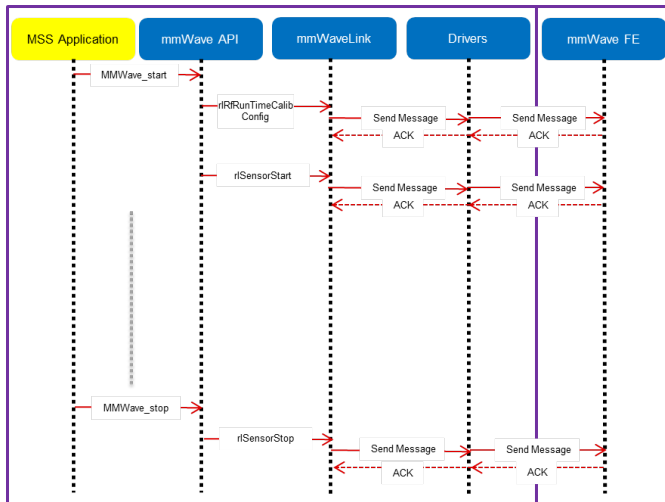 MSS Application
mmWave API
mmWaveLink
Drivers
mmWave FE
MMWave_start
rlRfRunTimeCalib
Config
Send Message
Send Message
ACK
ACK
rlSensorStart
Send Message
Send Message
ACK
ACK
MMWave_stop
rlSensorStop
Send Message
Send Message
ACK
ACK